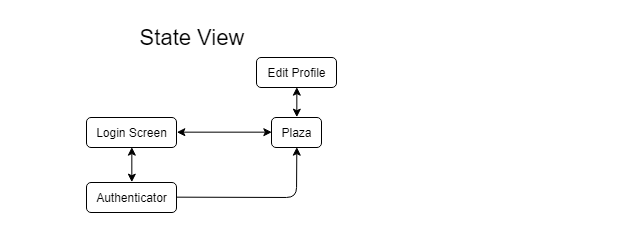 State View
Edit Profile
Login Screen
Plaza
Authenticator